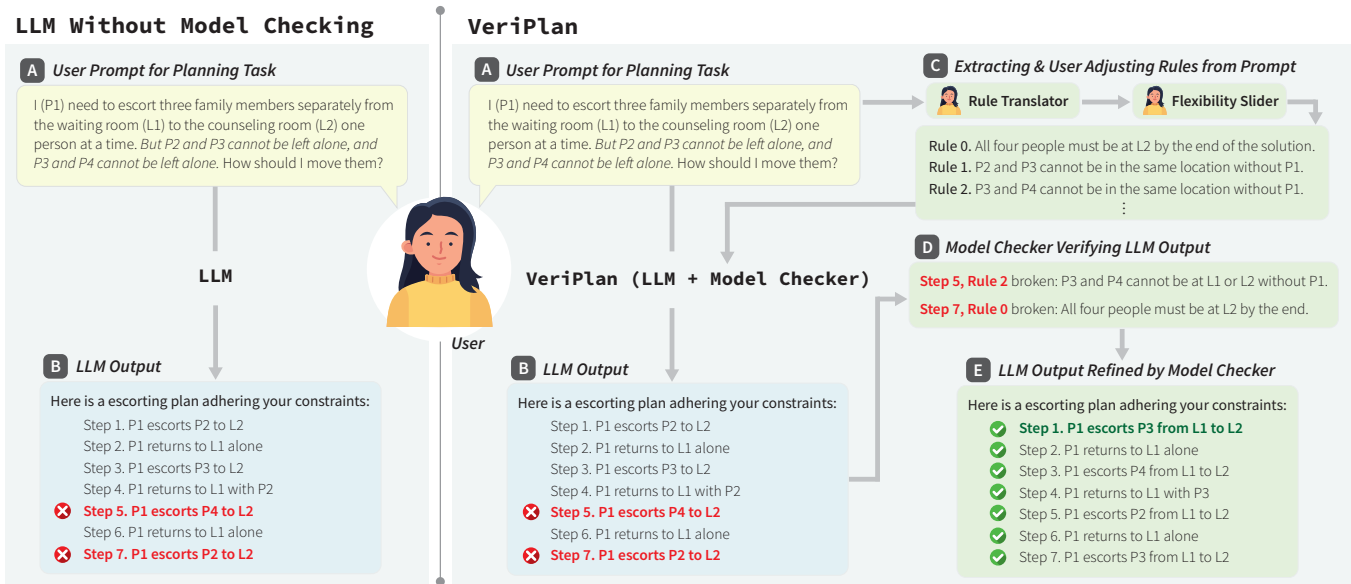 LLM Without Model Checking
A User Prompt for Planning Task
I (P1) need to escort three family members separately from
the waiting room (L1) to the counseling room (L2) one
person at a time. But P2 and P3 cannot be left alone, and
P3 and P4 cannot be left alone. How should I move them?
LLM
B LLM Output
Here is a escorting plan adhering your constraints:
Step 1. P1 escorts P2 to L2
Step 2. P1 returns to L1 alone
Step 3. P1 escorts P3 to L2
Step 4. P1 returns to L1 with P2
Step 5. P1 escorts P4 to L2
Step 6. P1 returns to L1 alone
Step 7. P1 escorts P2 to L2
User
VeriPlan
A User Prompt for Planning Task
I (P1) need to escort three family members separately from
the waiting room (L1) to the counseling room (L2) one
person at a time. But P2 and P3 cannot be left alone, and
P3 and P4 cannot be left alone. How should I move them?
VeriPlan (LLM + Model Checker)
B LLM Output
Here is a escorting plan adhering your constraints:
Step 1. P1 escorts P2 to L2
Step 2. P1 returns to L1 alone
Step 3. P1 escorts P3 to L2
Step 4. P1 returns to L1 with P2
Step 5. P1 escorts P4 to L2
Step 6. P1 returns to L1 alone
Step 7. P1 escorts P2 to L2
C Extracting & User Adjusting Rules from Prompt
Rule Translator
Flexibility Slider
Rule 0. All four people must be at L2 by the end of the solution.
Rule 1. P2 and P3 cannot be in the same location without P1.
Rule 2. P3 and P4 cannot be in the same location without P1.
⋮
D Model Checker Verifying LLM Output
Step 5, Rule 2 broken: P3 and P4 cannot be at L1 or L2 without P1.
Step 7, Rule 0 broken: All four people must be at L2 by the end.
E LLM Output Refined by Model Checker
Here is a escorting plan adhering your constraints:
Step 1. P1 escorts P3 from L1 to L2
Step 2. P1 returns to L1 alone
Step 3. P1 escorts P4 from L1 to L2
Step 4. P1 returns to L1 with P3
Step 5. P1 escorts P2 from L1 to L2
Step 6. P1 returns to L1 alone
Step 7. P1 escorts P3 from L1 to L2